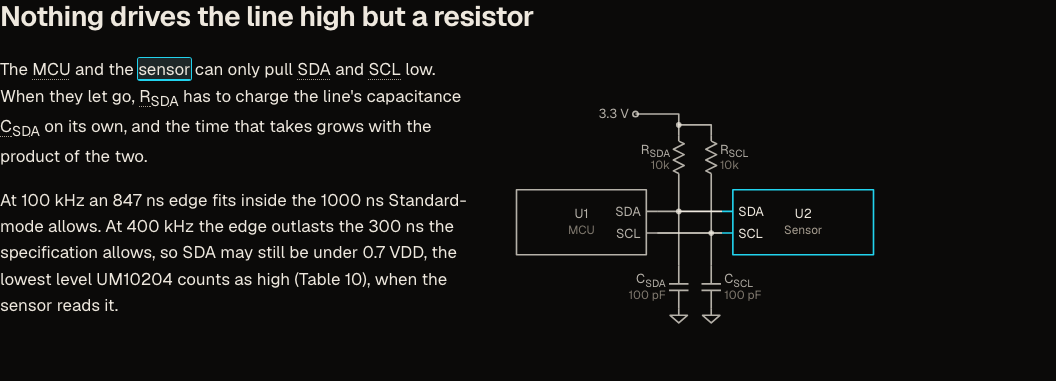 Nothing drives the line high but a resistor
The MCU and the sensor can only pull SDA and SCL low.
When they let go, RSDA has to charge the line's capacitance
CSDA on its own, and the time that takes grows with the
product of the two.
At 100 kHz an 847 ns edge fits inside the 1000 ns Standard-
mode allows. At 400 kHz the edge outlasts the 300 ns the
specification allows, so SDA may still be under 0.7 VDD, the
lowest level UM10204 counts as high (Table 10), when the
sensor reads it.
3.3 V
RSDA
10k
RSCL
10k
U1
MCU
SDA
SCL
SDA
SCL
U2
Sensor
CSDA
100 pF
CSCL
100 pF